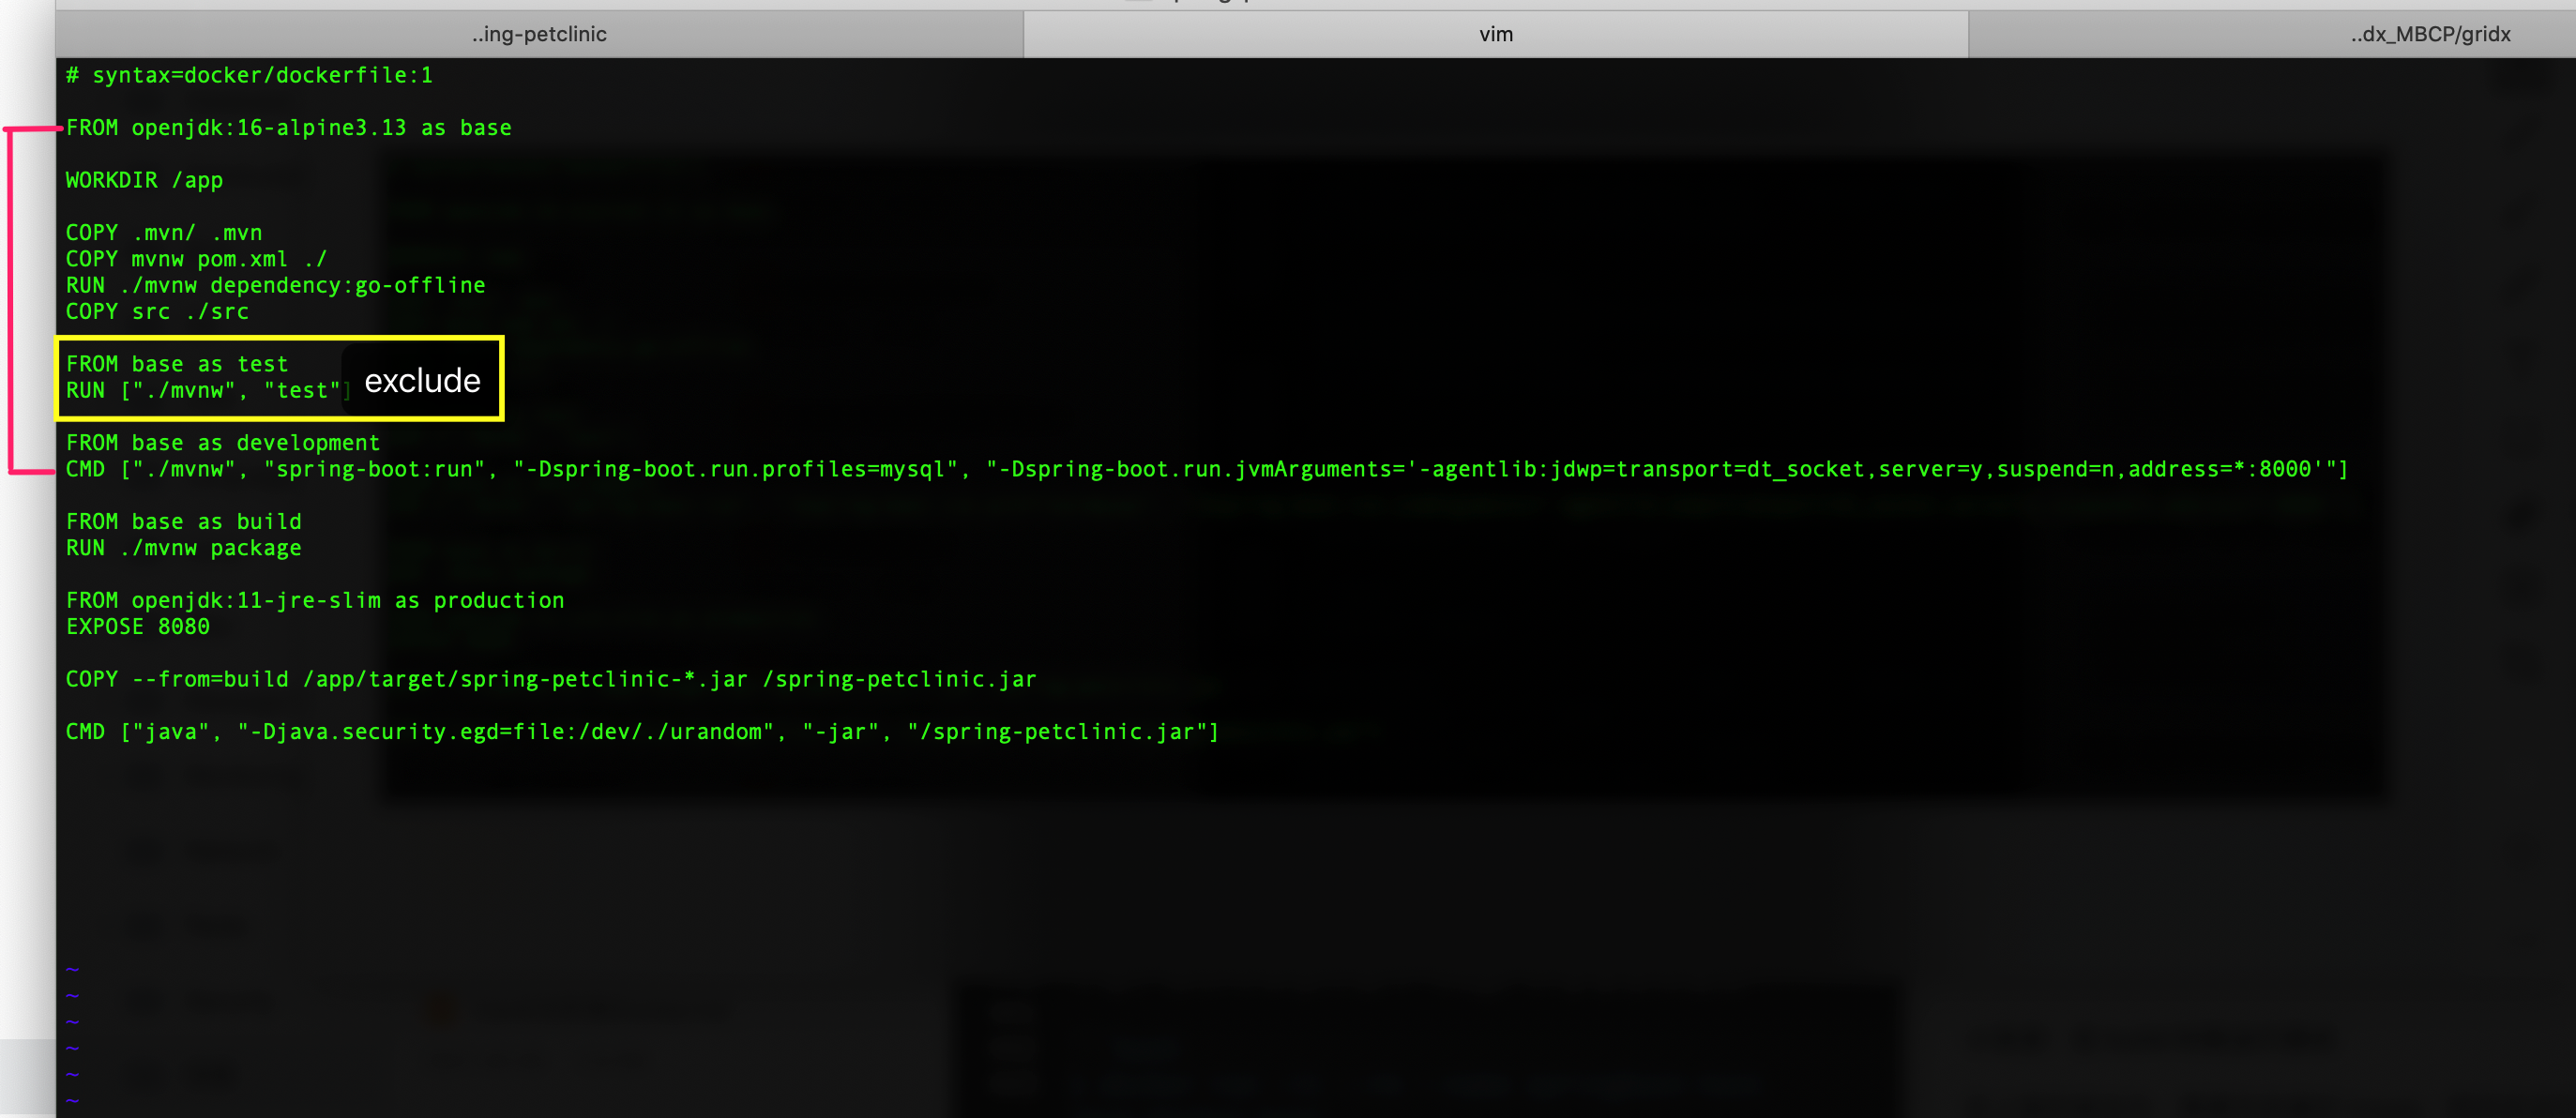 ..ing-petclinic
vim
..dx_MBCP/gridx
# syntax=docker/dockerfile:1
FROM openjdk:16-alpine3.13 as base
WORKDIR /app
COPY .mvn/ .mvn
COPY mvnw pom.xml ./
RUN ./mvnw dependency:go-offline
COPY src ./src
FROM base as test
RUN ["./mvnw", "test"]
exclude
FROM base as development
CMD ["./mvnw", "spring-boot:run", "-Dspring-boot.run.profiles=mysql", "-Dspring-boot.run.jvmArguments='-agentlib:jdwp=transport=dt_socket,server=y,suspend=n,address=*:8000'"]
FROM base as build
RUN ./mvnw package
FROM openjdk:11-jre-slim as production
EXPOSE 8080
COPY --from=build /app/target/spring-petclinic-*.jar /spring-petclinic.jar
CMD ["java", "-Djava.security.egd=file:/dev/./urandom", "-jar", "/spring-petclinic.jar"]
~
~
~
~
~
~